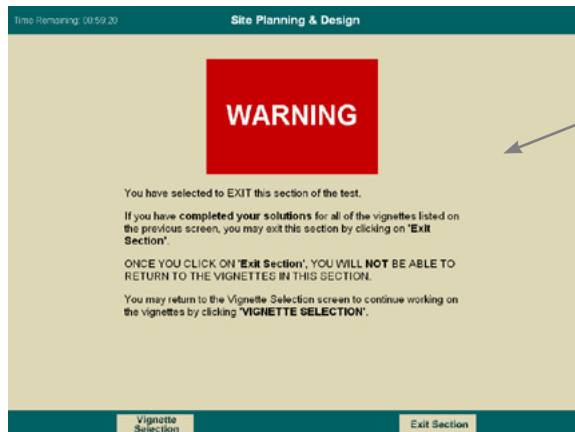 Time Remaining: 00:59:20 Site Planning & Design
WARNING
You have selected to EXIT this section of the test.
If you have completed your solutions for all of the vignettes listed on
the previous screen, you may exit this section by clicking on 'Exit
Section'.
ONCE YOU CLICK ON 'Exit Section', YOU WILL NOT BE ABLE TO
RETURN TO THE VIGNETTES IN THIS SECTION.
You may return to the Vignette Selection screen to continue working on
the vignettes by clicking 'VIGNETTE SELECTION'.
Vignette
Selection
Exit Section